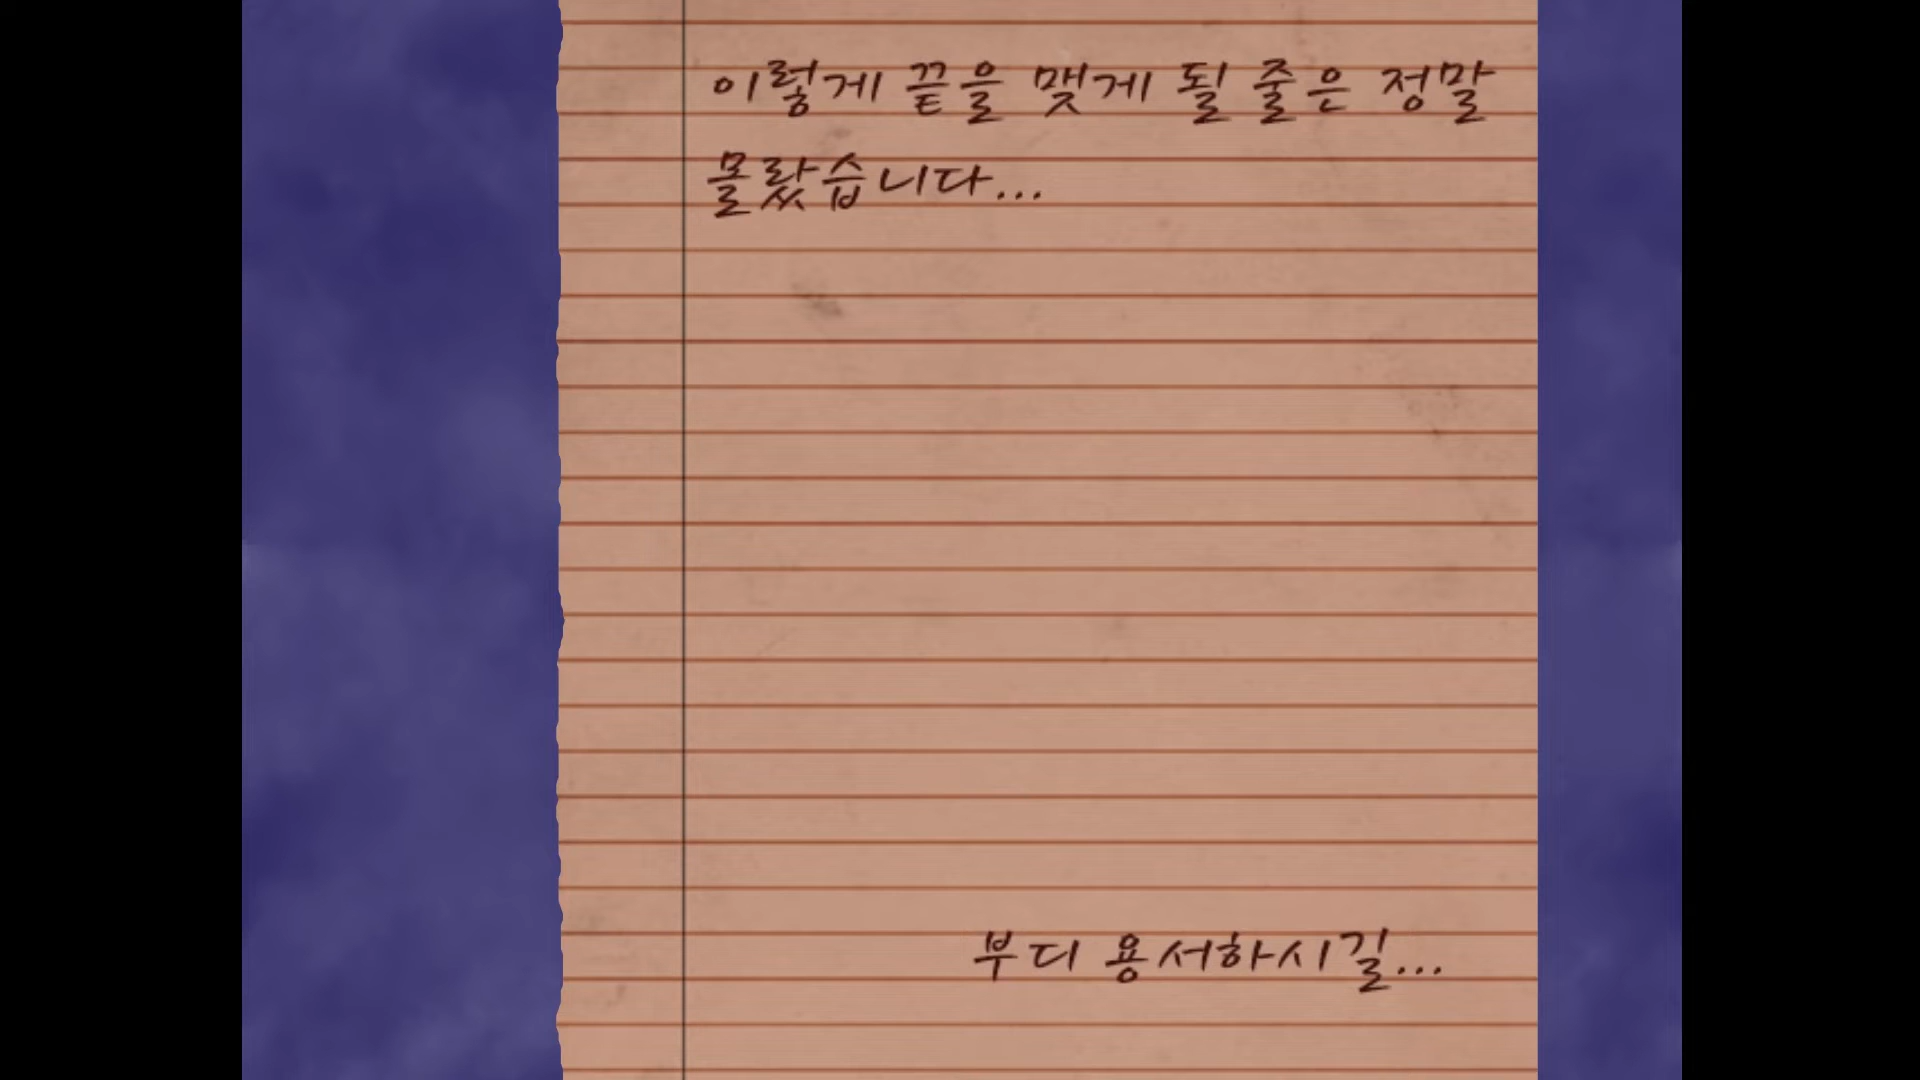 이렇게 끝을 맺게 될 줄은 정말
몰랐습니다...
부디 용서하시길...